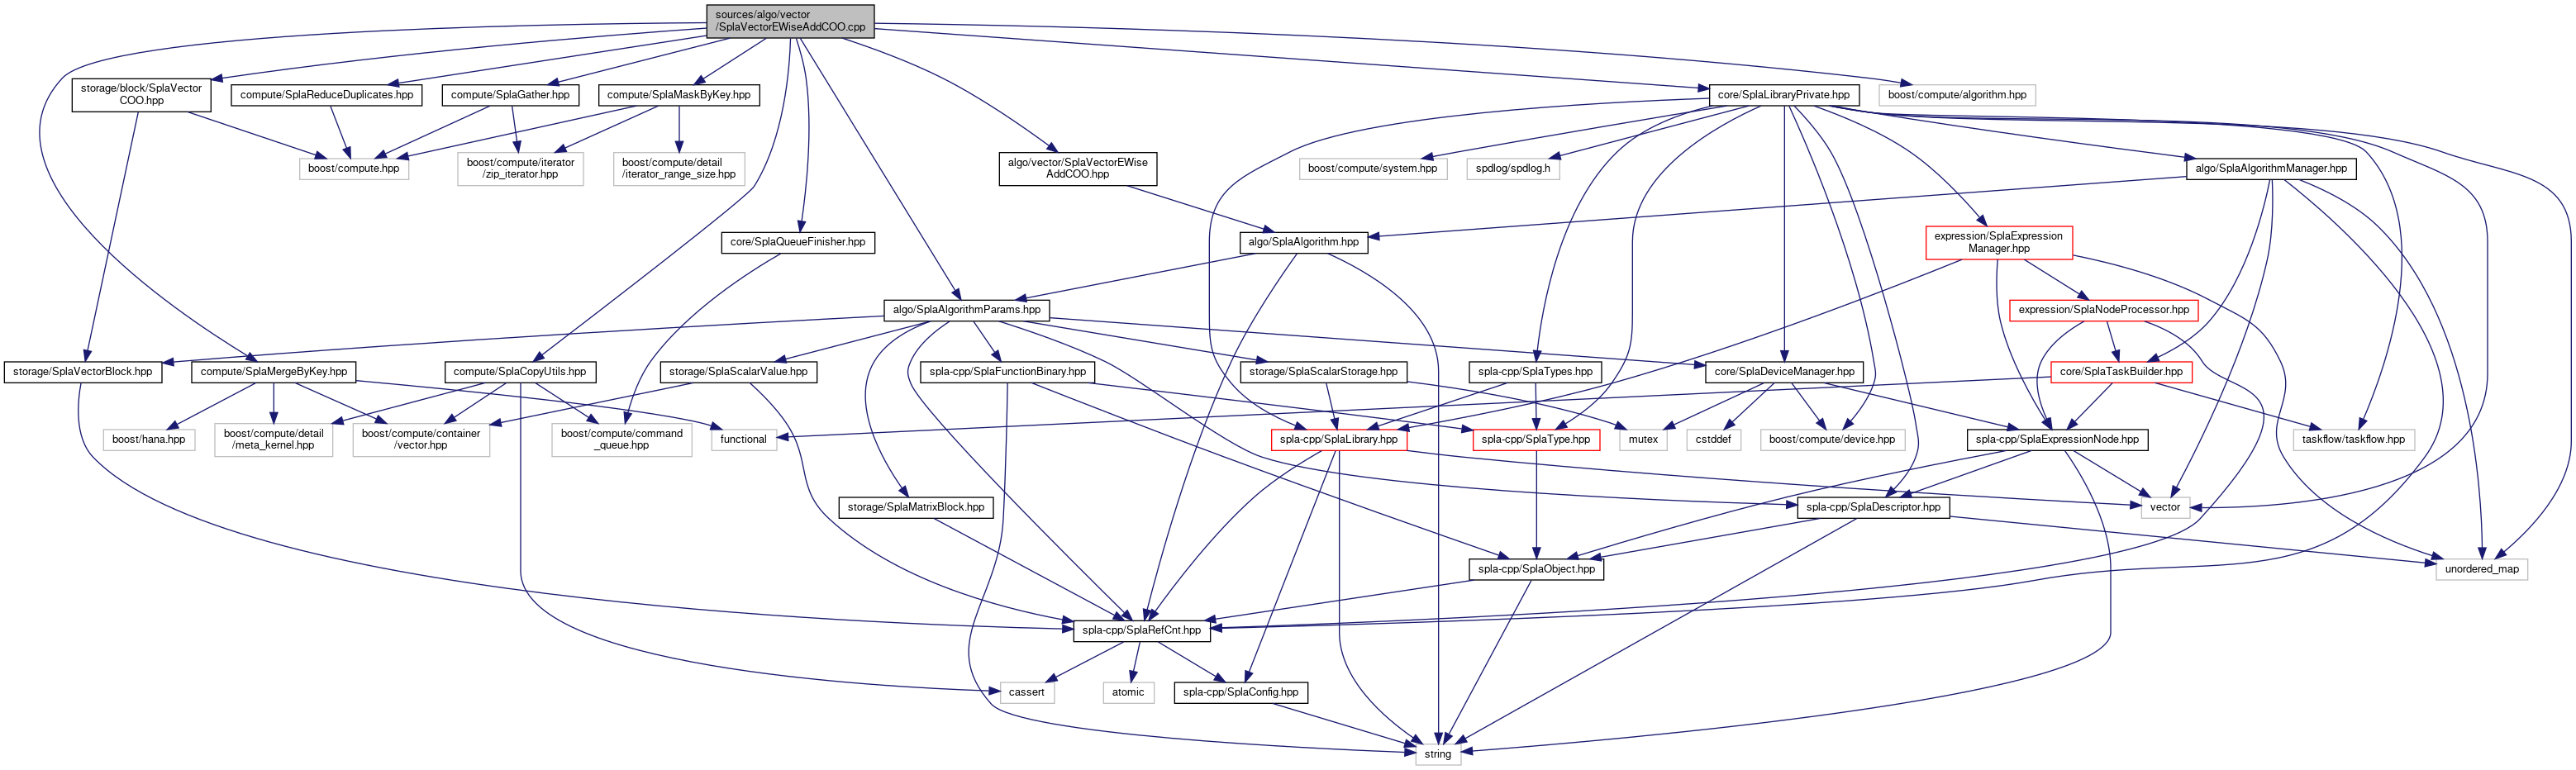 sources/algo/vector
/SplaVectorEWiseAddCOO.cpp
storage/block/SplaVector
COO.hpp
compute/SplaReduceDuplicates.hpp
compute/SplaGather.hpp
compute/SplaMaskByKey.hpp
core/SplaLibraryPrivate.hpp
boost/compute/algorithm.hpp
boost/compute.hpp
boost/compute/iterator
/zip_iterator.hpp
boost/compute/detail
/iterator_range_size.hpp
algo/vector/SplaVectorEWise
AddCOO.hpp
boost/compute/system.hpp
spdlog/spdlog.h
algo/SplaAlgorithmManager.hpp
core/SplaQueueFinisher.hpp
algo/SplaAlgorithm.hpp
expression/SplaExpression
Manager.hpp
algo/SplaAlgorithmParams.hpp
expression/SplaNodeProcessor.hpp
storage/SplaVectorBlock.hpp
compute/SplaMergeByKey.hpp
compute/SplaCopyUtils.hpp
storage/SplaScalarValue.hpp
spla-cpp/SplaFunctionBinary.hpp
storage/SplaScalarStorage.hpp
spla-cpp/SplaTypes.hpp
core/SplaDeviceManager.hpp
core/SplaTaskBuilder.hpp
boost/hana.hpp
boost/compute/detail
/meta_kernel.hpp
boost/compute/container
/vector.hpp
boost/compute/command
_queue.hpp
functional
spla-cpp/SplaLibrary.hpp
spla-cpp/SplaType.hpp
mutex
cstddef
boost/compute/device.hpp
spla-cpp/SplaExpressionNode.hpp
taskflow/taskflow.hpp
storage/SplaMatrixBlock.hpp
spla-cpp/SplaDescriptor.hpp
vector
spla-cpp/SplaObject.hpp
unordered_map
spla-cpp/SplaRefCnt.hpp
cassert
atomic
spla-cpp/SplaConfig.hpp
string